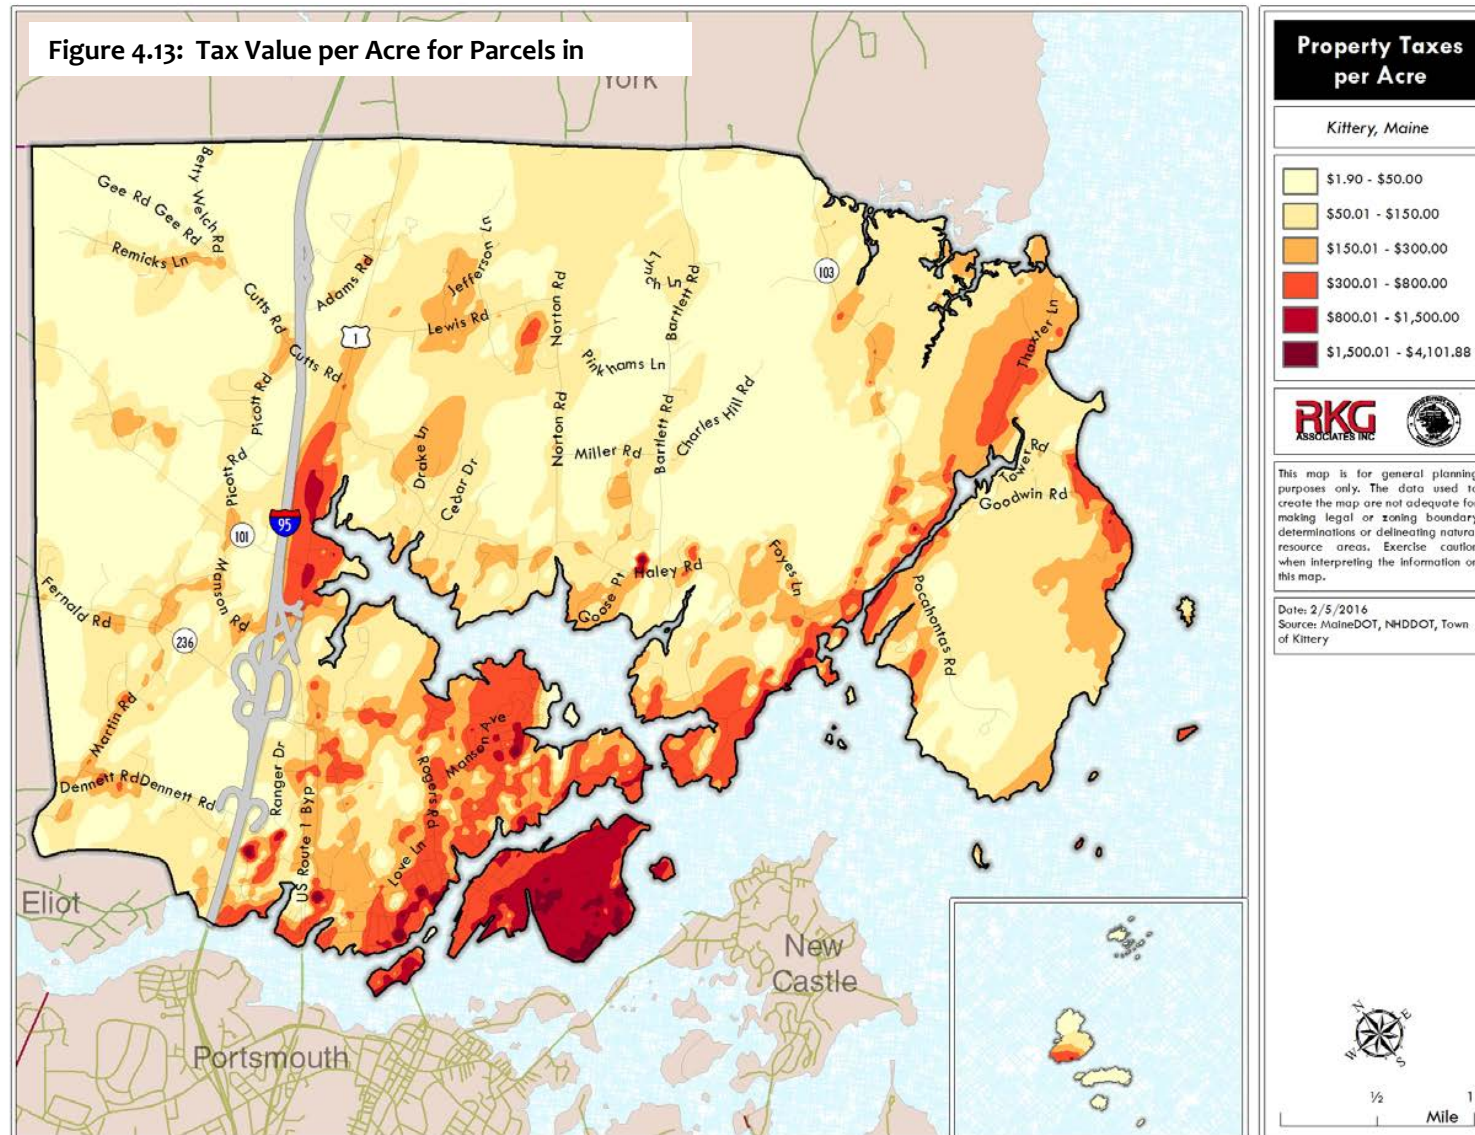 Figure 4.13:  Tax Value per Acre for Parcels in
York
Property Taxes
per Acre
Kittery, Maine
$1.90 - $50.00
$50.01 - $150.00
$150.01 - $300.00
$300.01 - $800.00
$800.01 - $1,500.00
$1,500.01 - $4,101.88
RKG
ASSOCIATES INC
This map is for general planning
purposes only. The data used to
create the map are not adequate for
making legal or zoning boundary
determinations or delineating natural
resource areas. Exercise caution
when interpreting the information on
this map.
Date: 2/5/2016
Source: MaineDOT, NHDDOT, Town
of Kittery
N
E
W
S
½
1
Mile
Betty Welch Rd
Gee Rd
Gee Rd
Remicks Ln
Cutts Rd
Adams Rd
Jefferson Ln
Lewis Rd
1
Cutts Rd
Norton Rd
Lynch Ln
Bartlett Rd
103
Pinkhams Ln
Thaxter Ln
Picott Rd
Drake Ln
Cedar Dr
Norton Rd
Miller Rd
Bartlett Rd
Charles Hill Rd
Tower Rd
Goodwin Rd
Picott Rd
101
95
Manson Rd
Fernald Rd
236
Goose Pt
Haley Rd
Foyes Ln
Pocahontas Rd
Martin Rd
Dennett Rd
Dennett Rd
Ranger Dr
US Route 1 Byp
Rogers Rd
Manson Ave
Love Ln
Eliot
New
Castle
Portsmouth